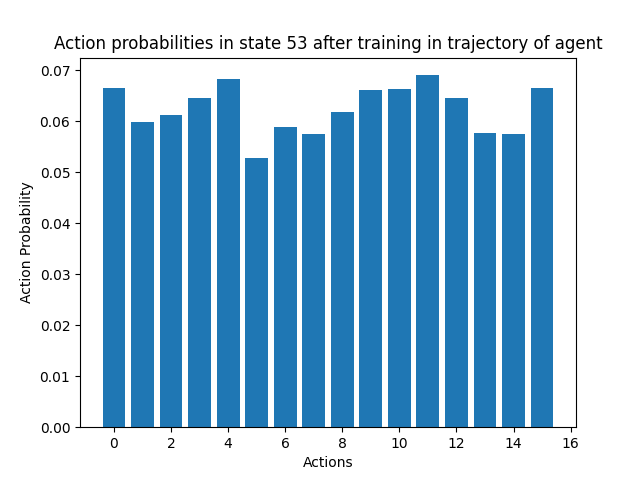 Action probabilities in state 53 after training in trajectory of agent
0.07
0.06
0.05
0.04
0.03
0.02
0.01
0.00
Action Probability
0 2 4 6 8 10 12 14 16
Actions